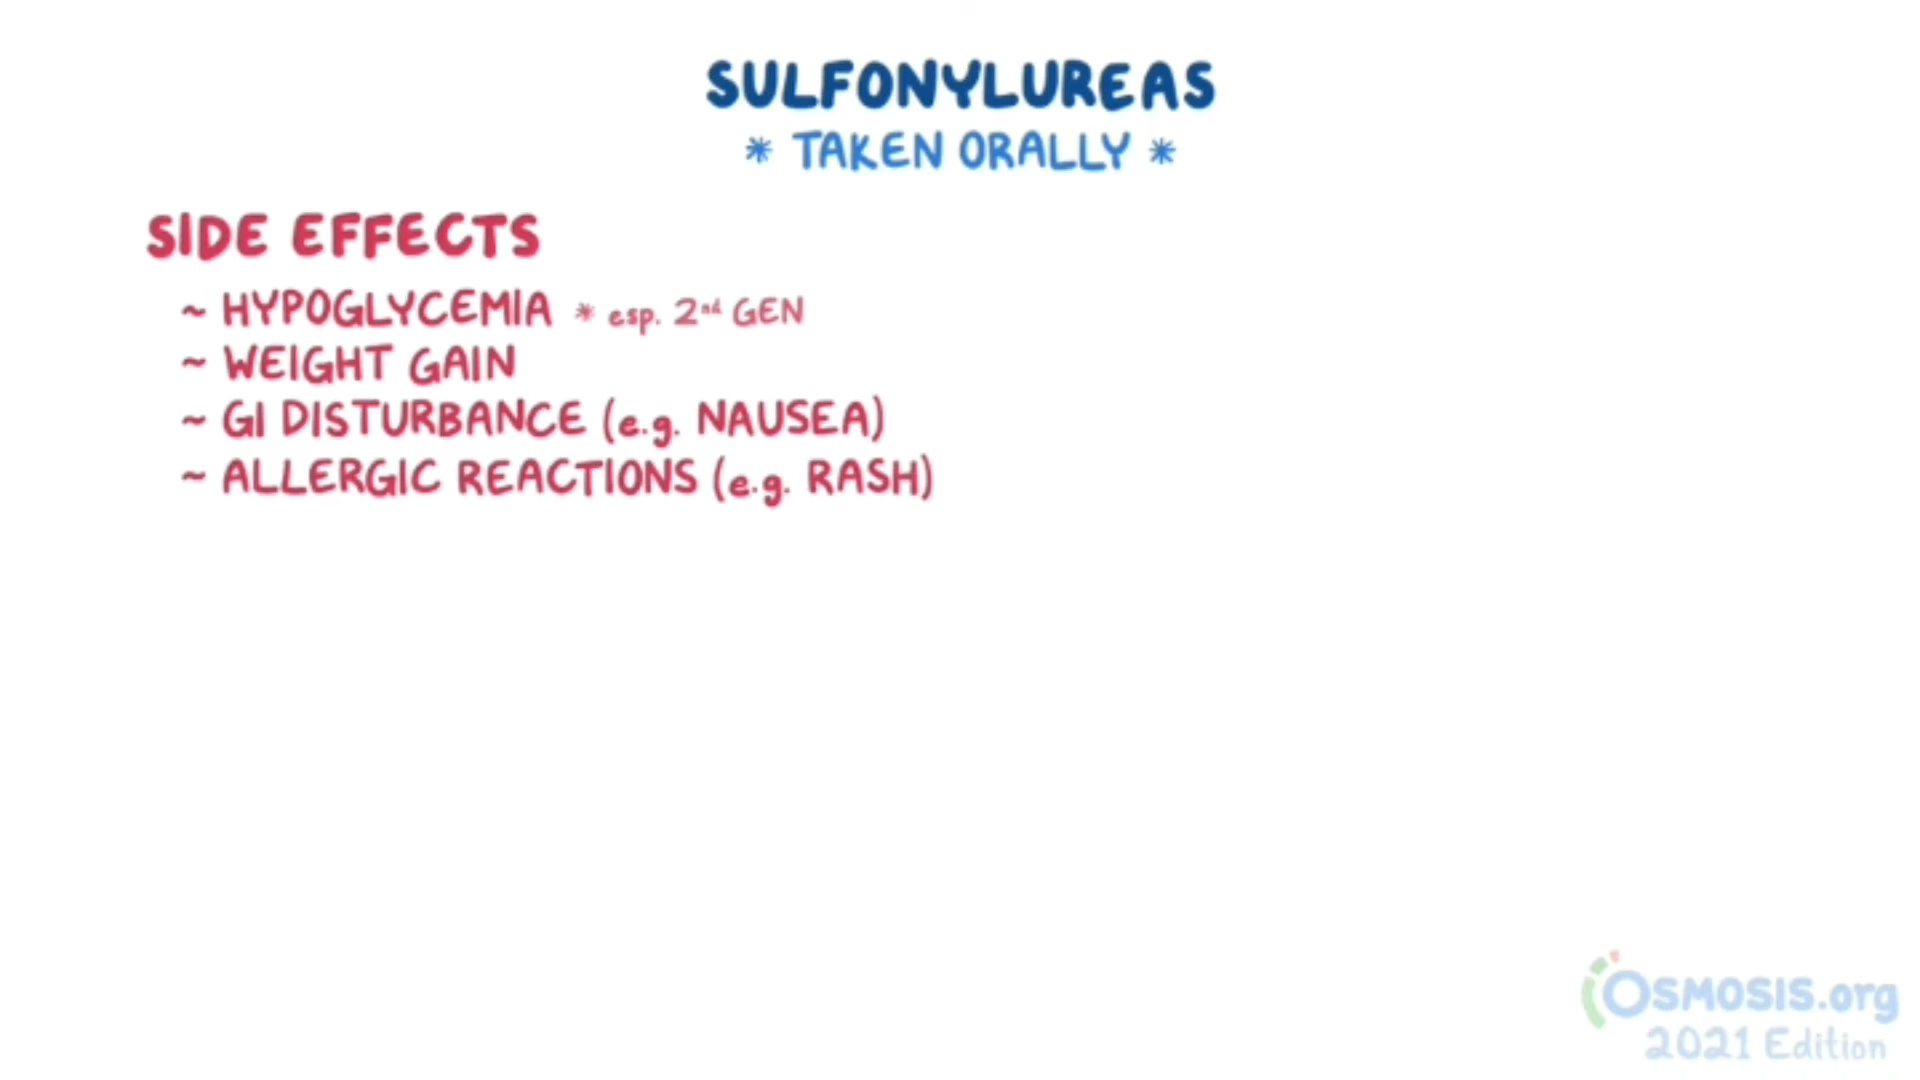 SULFONYLUREAS
* TAKEN ORALLY *
SIDE EFFECTS
~ HYPOGLYCEMIA * esp. 2nd GEN
~ WEIGHT GAIN
~ GI DISTURBANCE (e.g. NAUSEA)
~ ALLERGIC REACTIONS (e.g. RASH)
OSMOSIS.org
2021 Edition